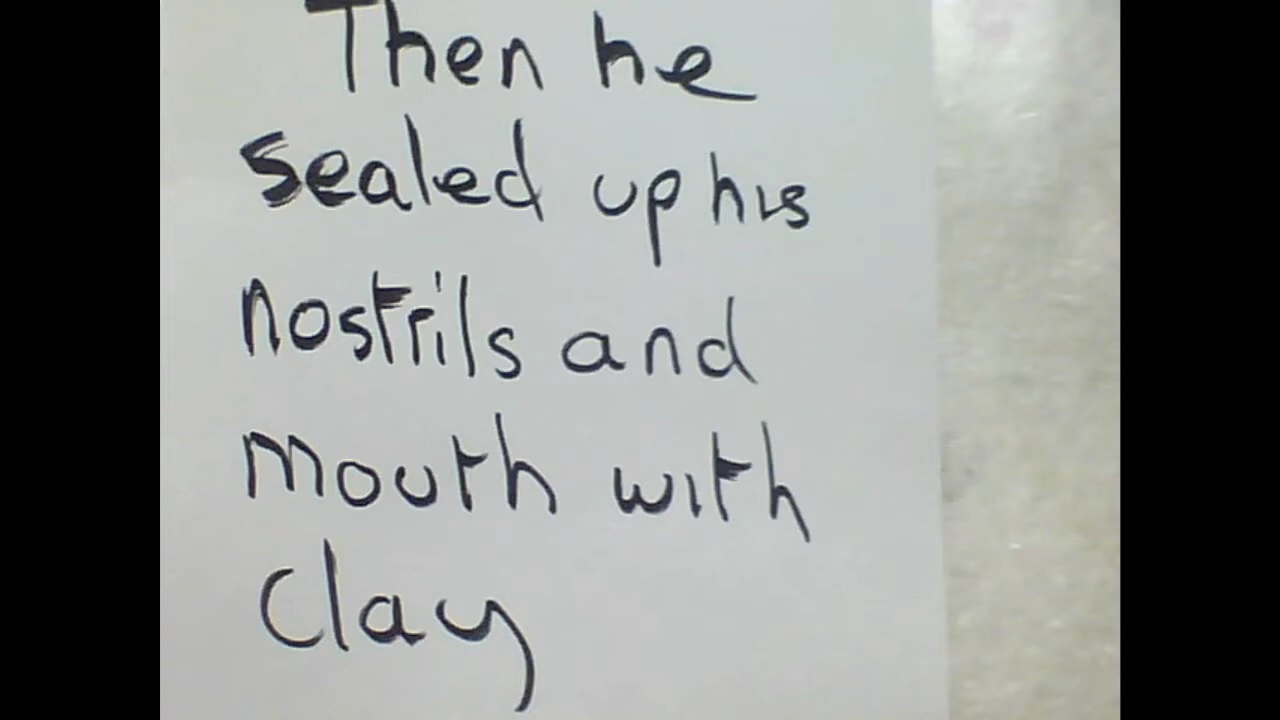 Then he
sealed up his
nostrils and
mouth with
clay